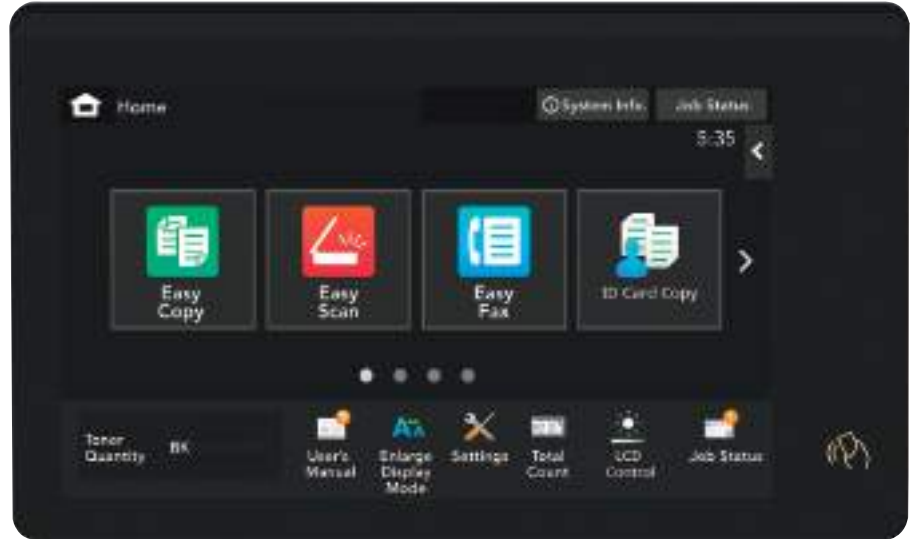 Home
System Info.
Job Status
5:35
Easy
Copy
Easy
Scan
Easy
Fax
ID Card Copy
Toner
Quantity
BK
User's
Manual
Enlarge
Display
Mode
Settings
Total
Count
LCD
Control
Job Status